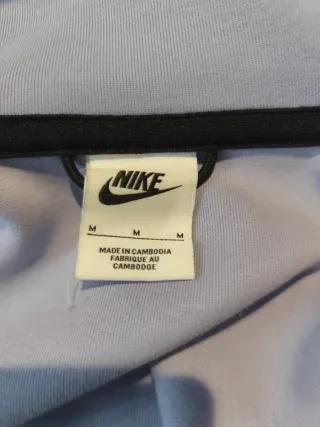 NIKE
M M M
MADE IN CAMBODIA
FABRIQUE AU
CAMBODGE